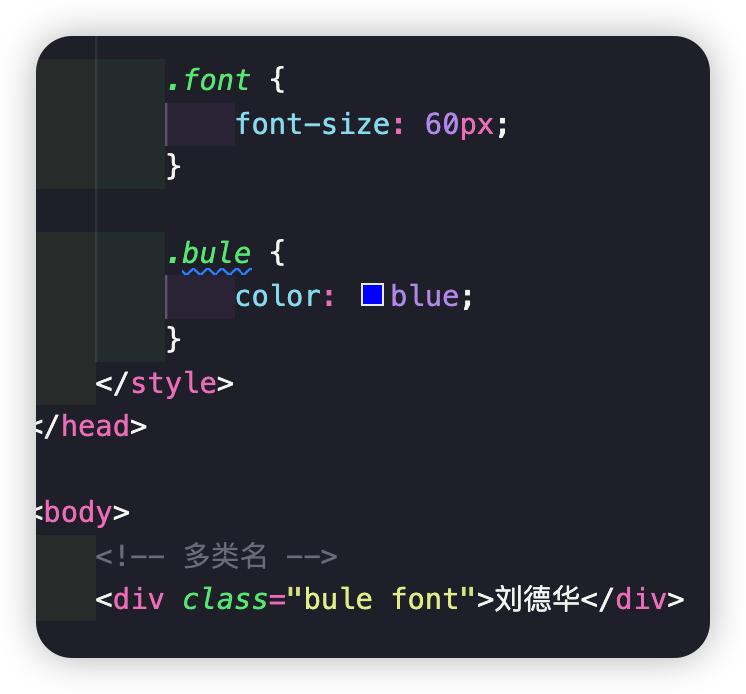 .font {
font-size: 60px;
}
.bule {
color: blue;
}
</style>
</head>
<body>
<!-- 多类名 -->
<div class="bule font">刘德华</div>